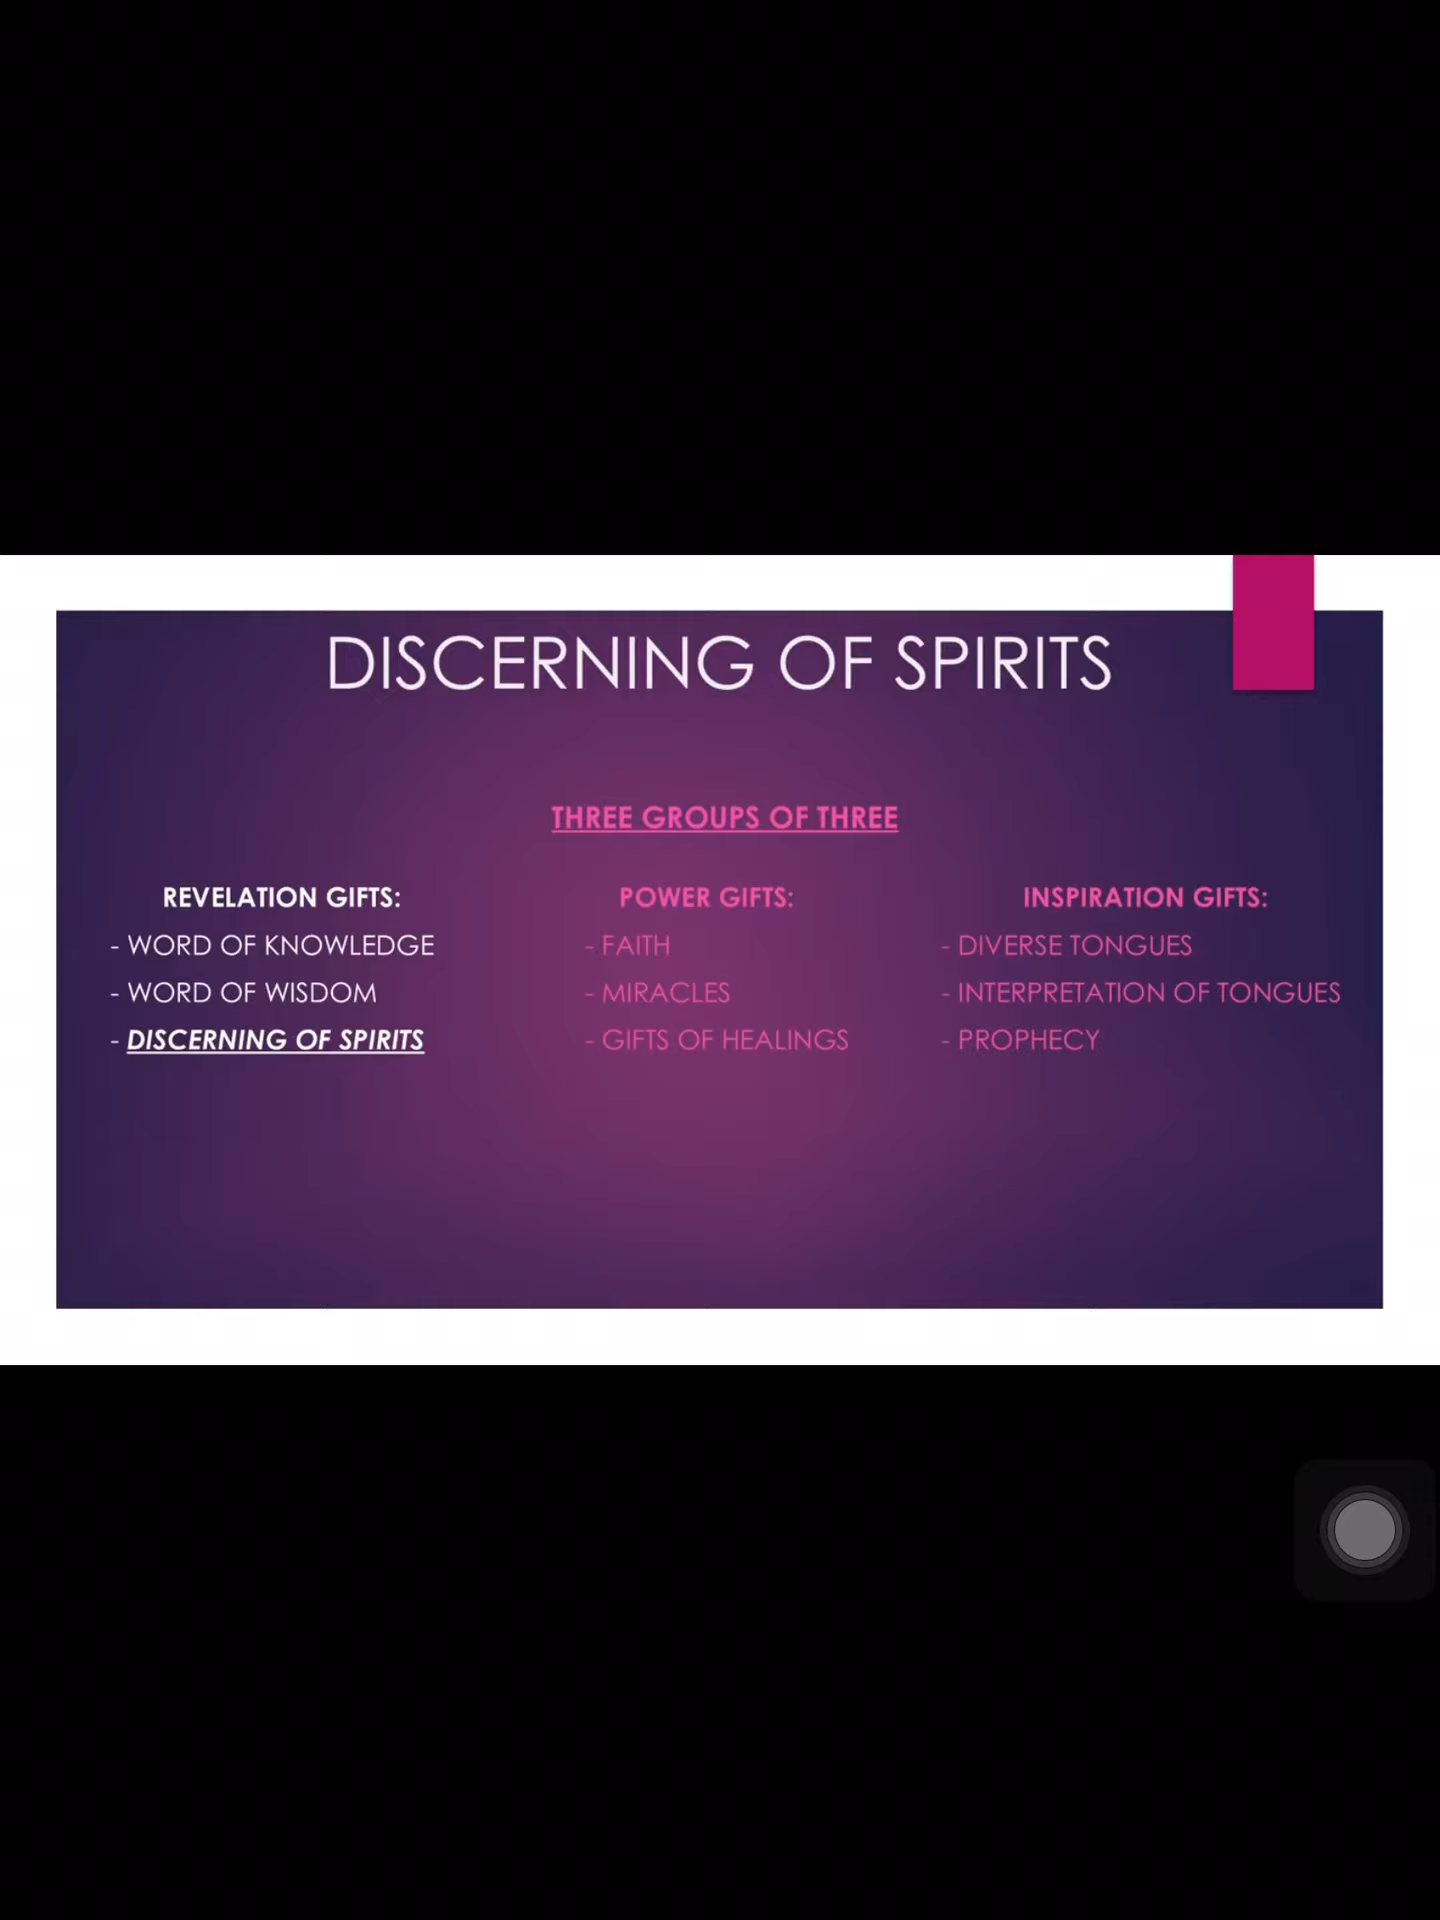 DISCERNING OF SPIRITS
THREE GROUPS OF THREE
REVELATION GIFTS:
- WORD OF KNOWLEDGE
- WORD OF WISDOM
- DISCERNING OF SPIRITS
POWER GIFTS:
- FAITH
- MIRACLES
- GIFTS OF HEALINGS
INSPIRATION GIFTS:
- DIVERSE TONGUES
- INTERPRETATION OF TONGUES
- PROPHECY